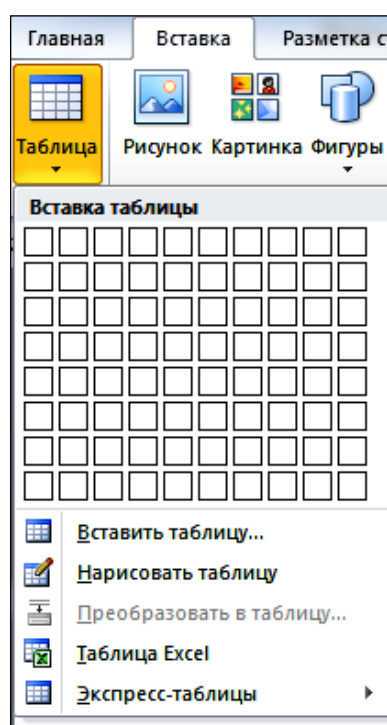 Главная Вставка Разметка с
Таблица Рисунок Картинка Фигуры
Вставка таблицы
Вставить таблицу...
Нарисовать таблицу
Преобразовать в таблицу...
Таблица Excel
Экспресс-таблицы